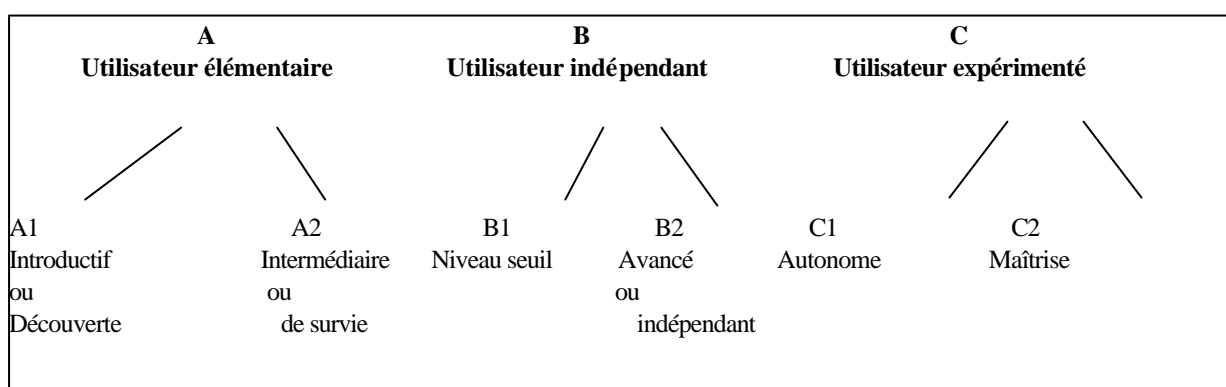 A B C
Utilisateur élémentaire Utilisateur indépendant Utilisateur expérimenté
A1 A2 B1 B2 C1 C2
Introductif Intermédiaire Niveau seuil Avancé Autonome Maîtrise
ou ou ou
Découverte de survie indépendant